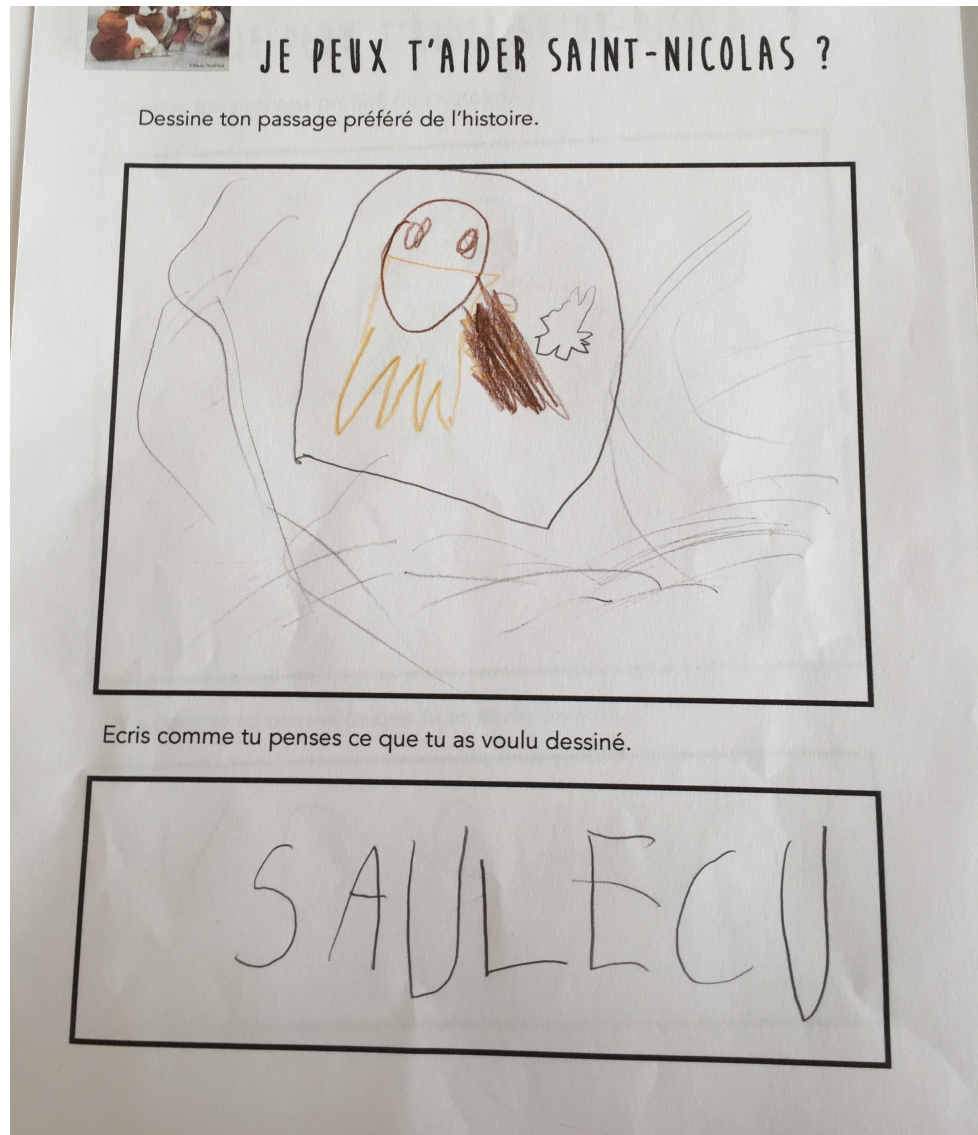 JE PEUX T'AIDER SAINT-NICOLAS ?
Dessine ton passage préféré de l'histoire.
Ecris comme tu penses ce que tu as voulu dessiné.
SAULECU